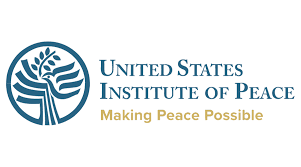 United States
Institute of Peace
Making Peace Possible